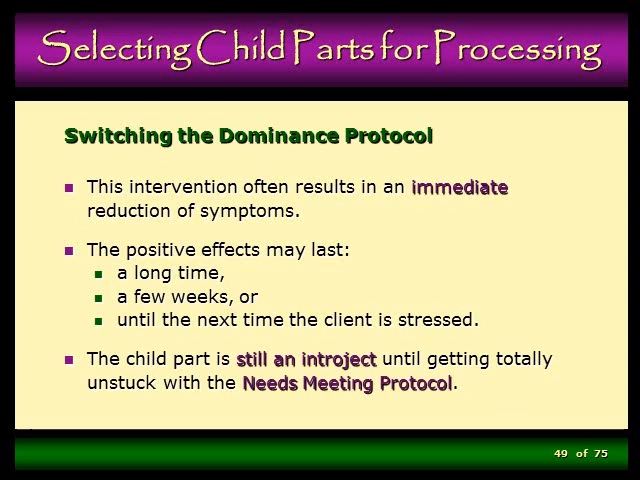 Selecting Child Parts for Processing
Switching the Dominance Protocol
This intervention often results in an immediate
reduction of symptoms.
The positive effects may last:
a long time,
a few weeks, or
until the next time the client is stressed.
The child part is still an introject until getting totally
unstuck with the Needs Meeting Protocol.
49 of 75